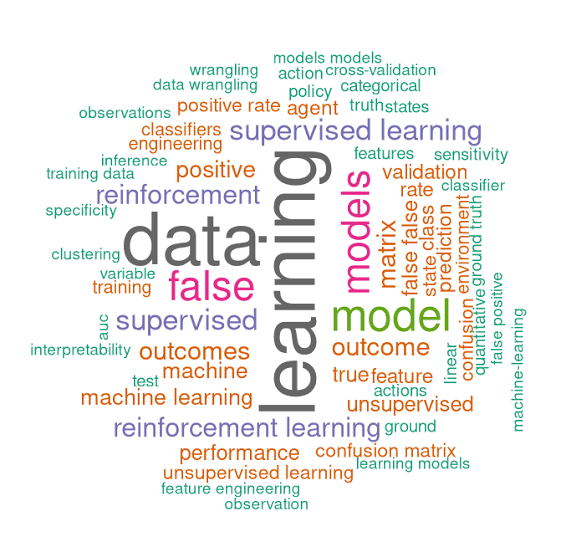 models models
wrangling
action
cross-validation
data wrangling
policy
categorical
observations
positive rate
agent
truth
states
classifiers
supervised learning
engineering
features
sensitivity
inference
training data
positive
validation
reinforcement
rate
classifier
specificity
data
learning
models
matrix
false false
state
class
prediction
environment
ground truth
clustering
variable
training
false
auc
supervised
model
confusion
quantitative
false positive
interpretability
outcomes
outcome
linear
machine-learning
machine
test
true
feature
actions
machine learning
unsupervised
reinforcement learning
ground
performance
confusion matrix
unsupervised learning
learning models
feature engineering
observation